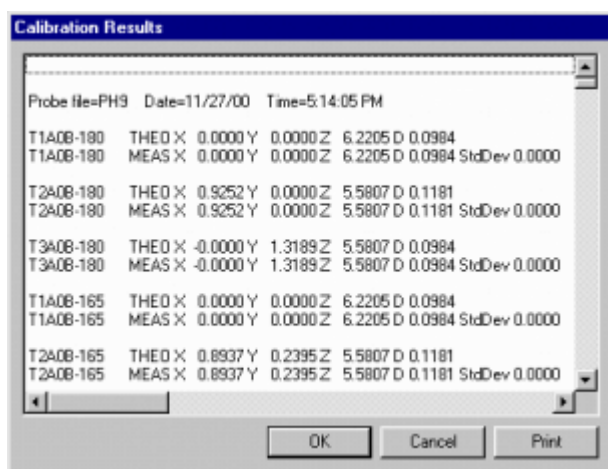 Calibration Results
Probe file=PH9 Date=11/27/00 Time=5:14:05 PM
T1A0B-180 THEO X 0.0000 Y 0.0000 Z 6.2205 D 0.0984
T1A0B-180 MEAS X 0.0000 Y 0.0000 Z 6.2205 D 0.0984 StdDev 0.0000
T2A0B-180 THEO X 0.9252 Y 0.0000 Z 5.5807 D 0.1181
T2A0B-180 MEAS X 0.9252 Y 0.0000 Z 5.5807 D 0.1181 StdDev 0.0000
T3A0B-180 THEO X -0.0000 Y 1.3189 Z 5.5807 D 0.0984
T3A0B-180 MEAS X -0.0000 Y 1.3189 Z 5.5807 D 0.0984 StdDev 0.0000
T1A0B-165 THEO X 0.0000 Y 0.0000 Z 6.2205 D 0.0984
T1A0B-165 MEAS X 0.0000 Y 0.0000 Z 6.2205 D 0.0984 StdDev 0.0000
T2A0B-165 THEO X 0.8937 Y 0.2395 Z 5.5807 D 0.1181
T2A0B-165 MEAS X 0.8937 Y 0.2395 Z 5.5807 D 0.1181 StdDev 0.0000
OK Cancel Print